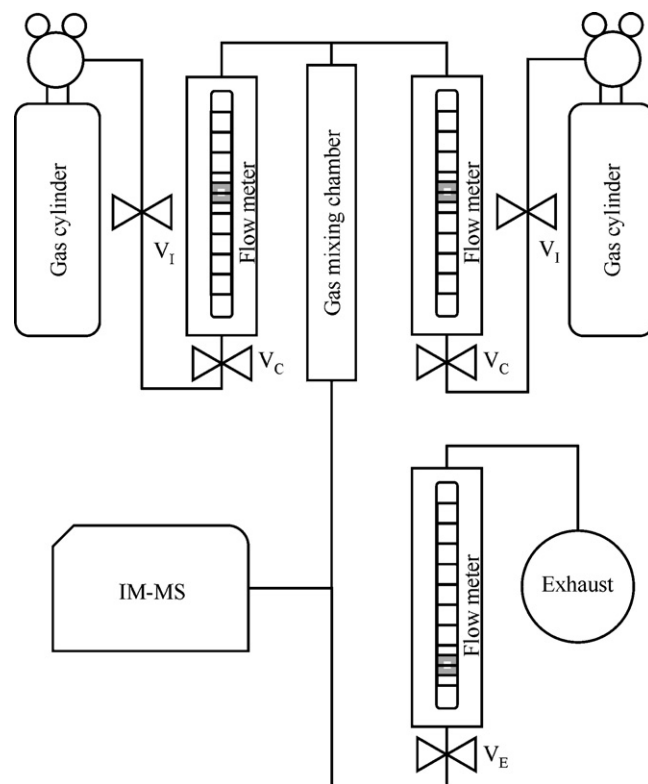 Gas cylinder
V_I
Flow meter
V_C
Gas mixing chamber
Flow meter
V_C
V_I
Gas cylinder
IM-MS
Flow meter
V_E
Exhaust